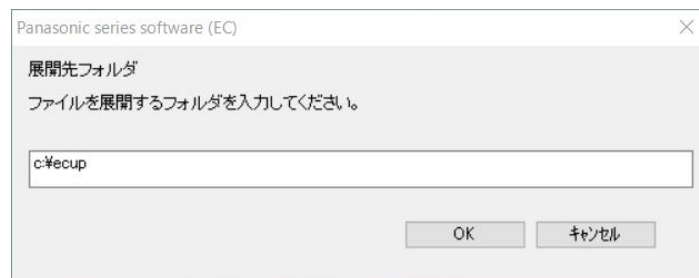 Panasonic series software (EC)
展開先フォルダ
ファイルを展開するフォルダを入力してください。
c:¥ecup
OK
キャンセル